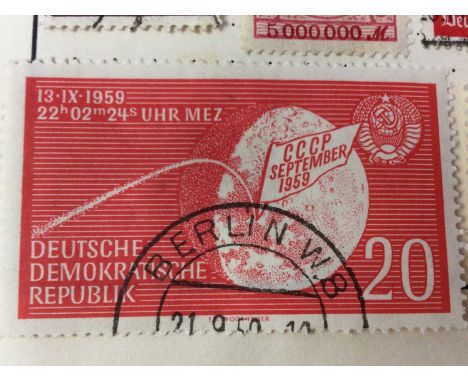 5 000 000 M
13·IX·1959
22h 02m 24s UHR MEZ
CCCP
SEPTEMBER
1959
DEUTSCHE
DEMOKRATISCHE
REPUBLIK
20
BERLIN W.8